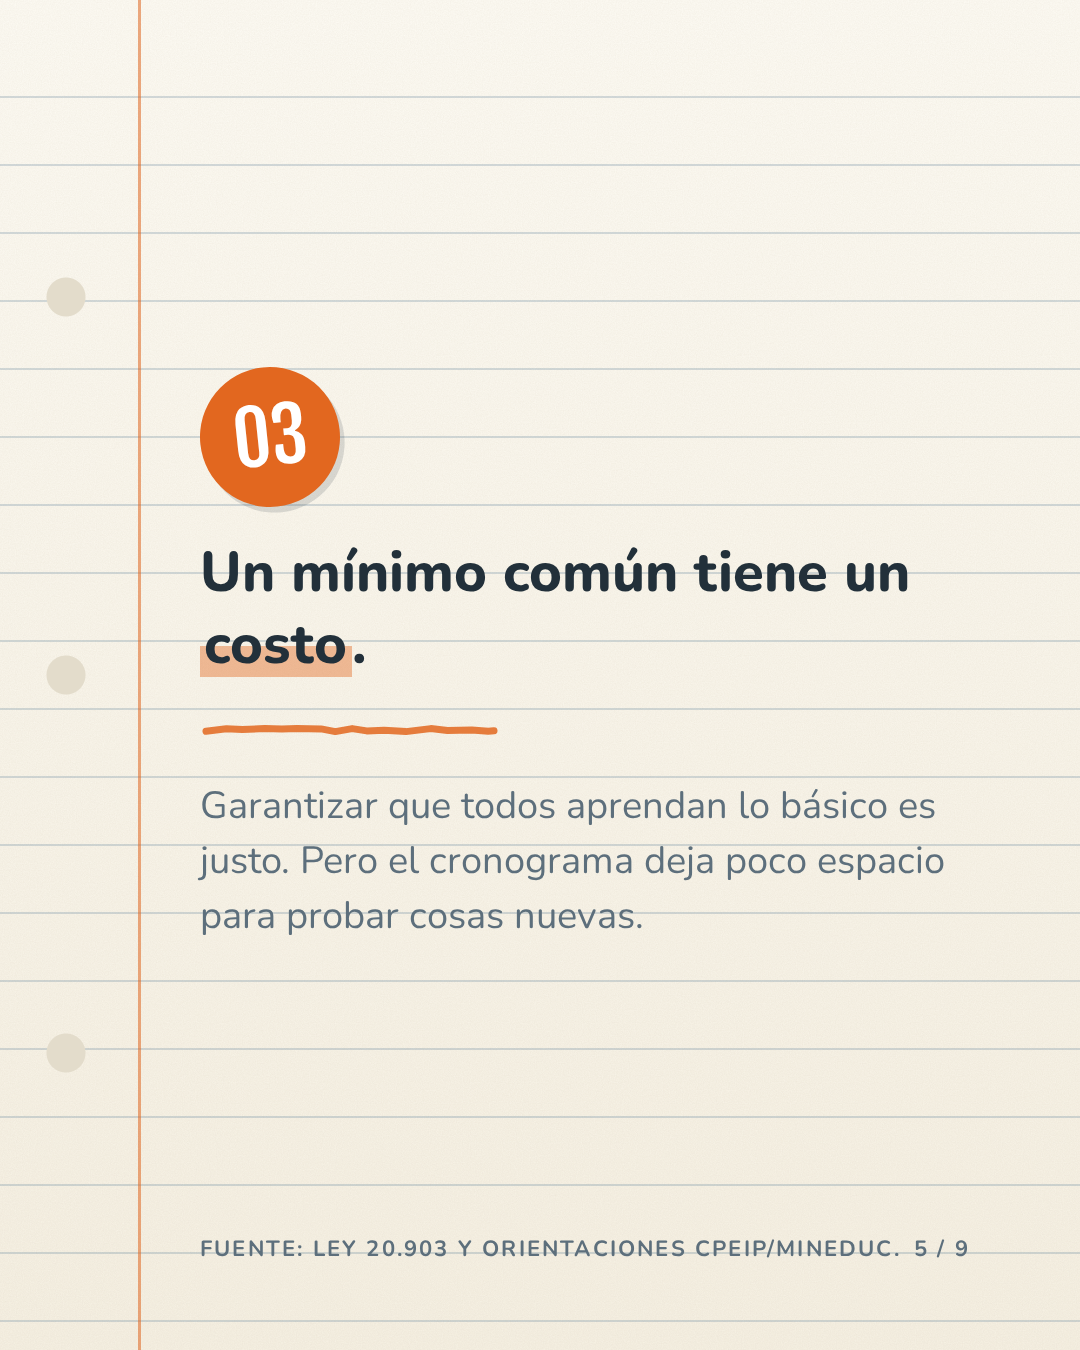 03
Un mínimo común tiene un
costo.
Garantizar que todos aprendan lo básico es
justo. Pero el cronograma deja poco espacio
para probar cosas nuevas.
FUENTE: LEY 20.903 Y ORIENTACIONES CPEIP/MINEDUC. 5 / 9